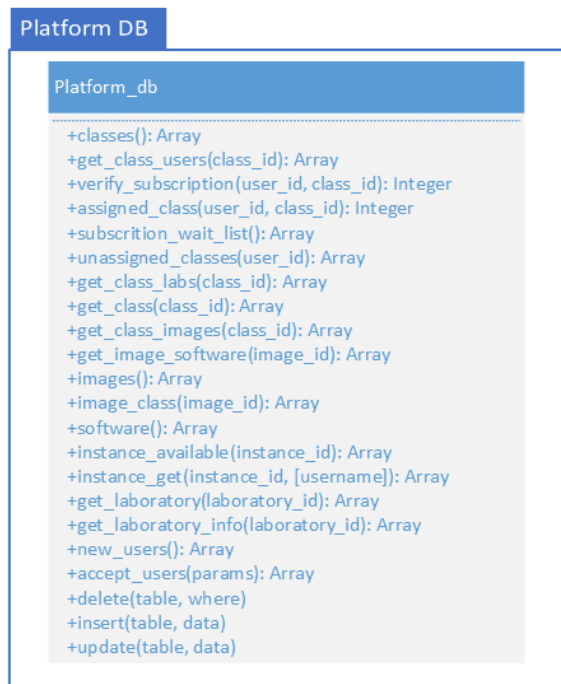 Platform DB
Platform_db
+classes(): Array
+get_class_users(class_id): Array
+verify_subscription(user_id, class_id): Integer
+assigned_class(user_id, class_id): Integer
+subscrition_wait_list(): Array
+unassigned_classes(user_id): Array
+get_class_labs(class_id): Array
+get_class(class_id): Array
+get_class_images(class_id): Array
+get_image_software(image_id): Array
+images(): Array
+image_class(image_id): Array
+software(): Array
+instance_available(instance_id): Array
+instance_get(instance_id, [username]): Array
+get_laboratory(laboratory_id): Array
+get_laboratory_info(laboratory_id): Array
+new_users(): Array
+accept_users(params): Array
+delete(table, where)
+insert(table, data)
+update(table, data)